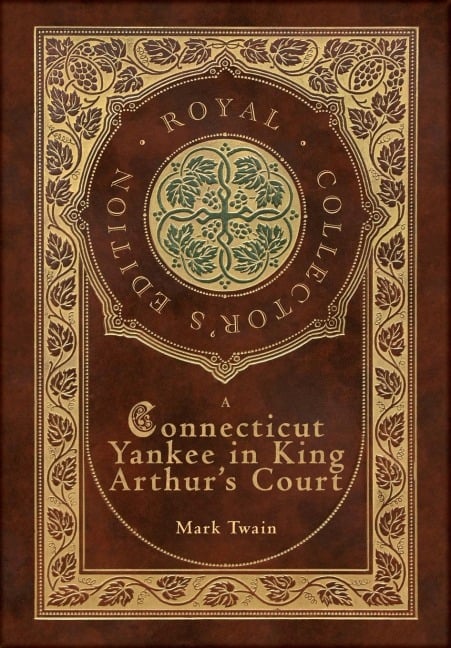 ROYAL · COLLECTOR'S EDITION ·
A
Connecticut
Yankee in King
Arthur's Court
Mark Twain